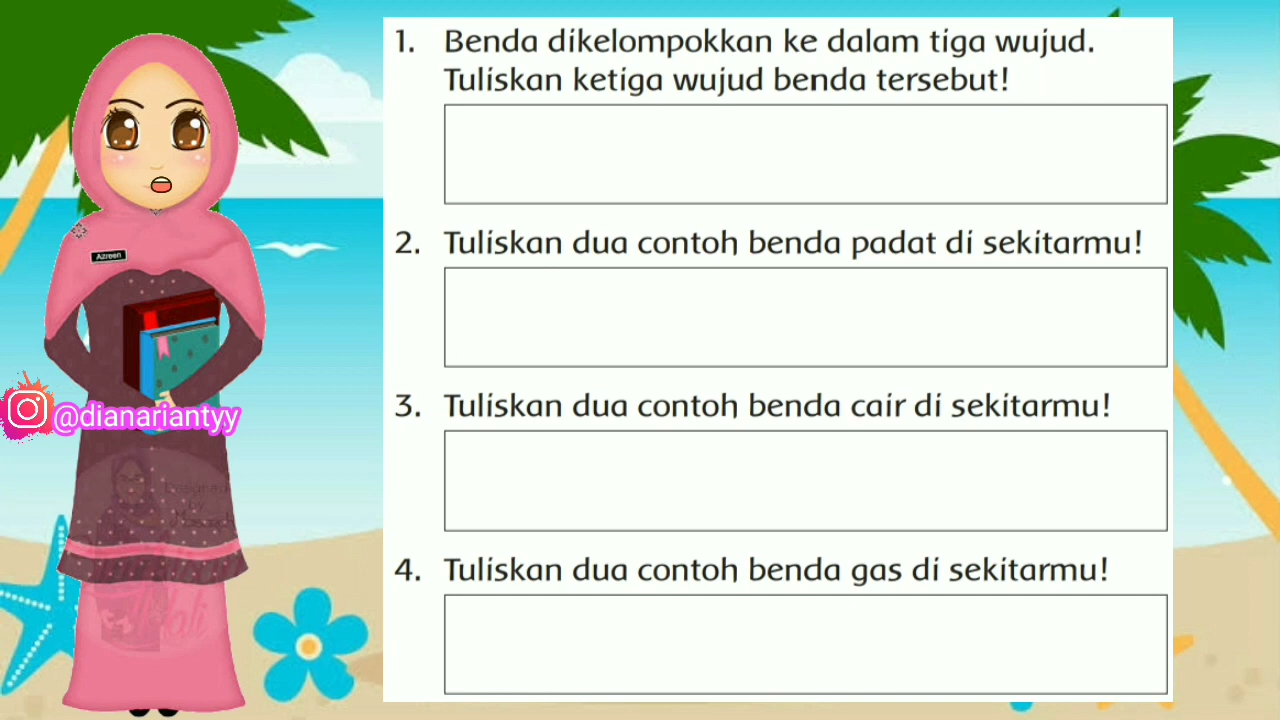 1. Benda dikelompokkan ke dalam tiga wujud.
Tuliskan ketiga wujud benda tersebut!
2. Tuliskan dua contoh benda padat di sekitarmu!
3. Tuliskan dua contoh benda cair di sekitarmu!
4. Tuliskan dua contoh benda gas di sekitarmu!
Azreen
@dianariantyy
Designed
by